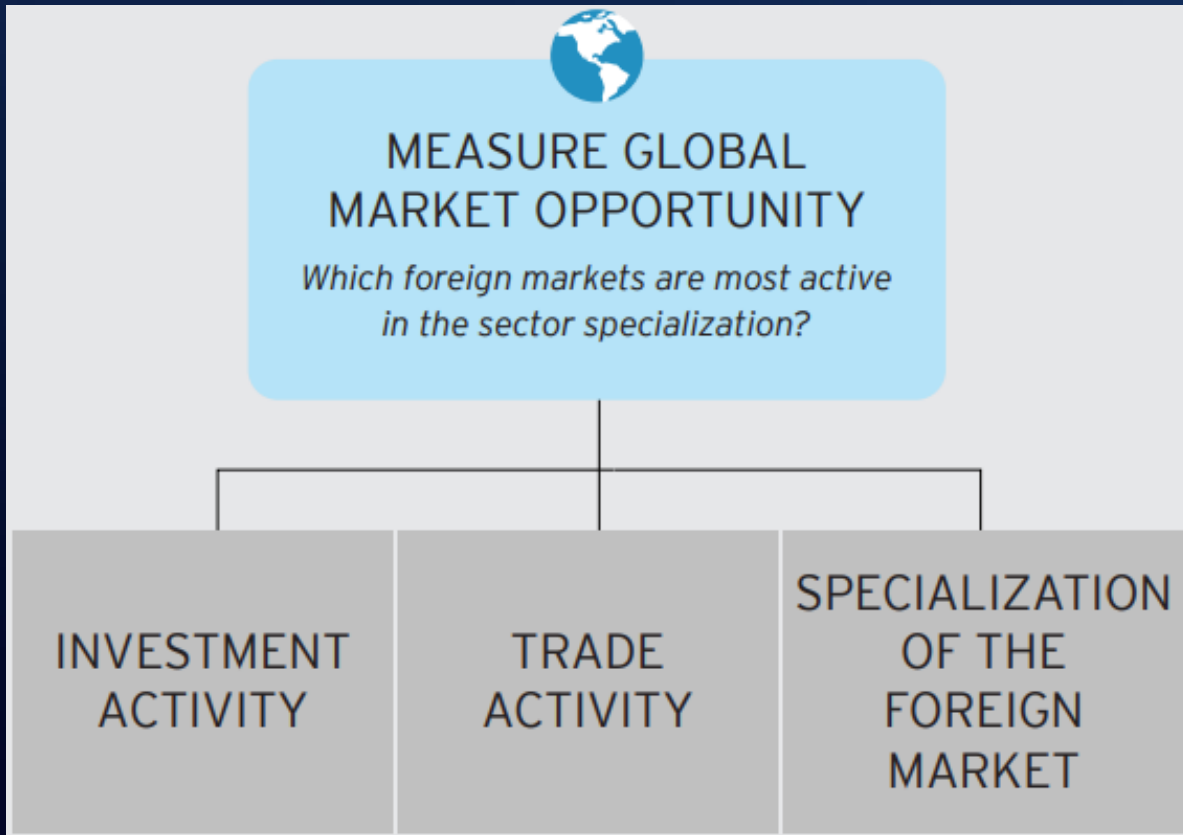 MEASURE GLOBAL
MARKET OPPORTUNITY
Which foreign markets are most active
in the sector specialization?
INVESTMENT
ACTIVITY
TRADE
ACTIVITY
SPECIALIZATION
OF THE
FOREIGN
MARKET